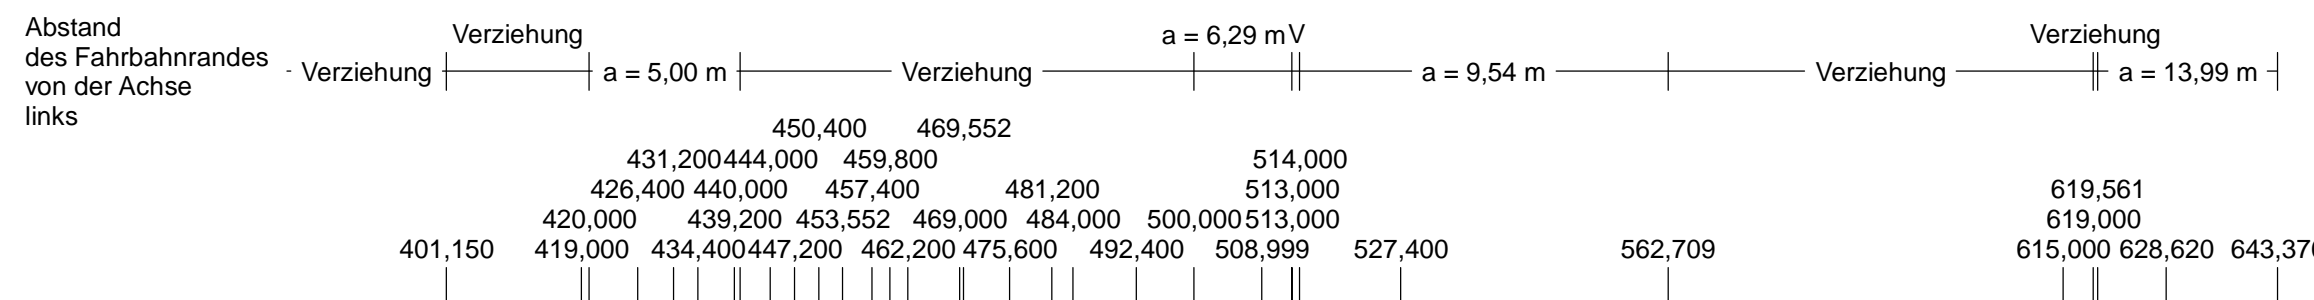 Abstand
des Fahrbahnrandes
von der Achse
links
Verziehung
a = 6,29 m V
Verziehung
Verziehung
a = 5,00 m
Verziehung
a = 9,54 m
Verziehung
a = 13,99 m
450,400 469,552
431,200 444,000 459,800 514,000
426,400 440,000 457,400 481,200 513,000 619,561
420,000 439,200 453,552 469,000 484,000 500,000 513,000 619,000
401,150 419,000 434,400 447,200 462,200 475,600 492,400 508,999 527,400 562,709 615,000 628,620 643,370